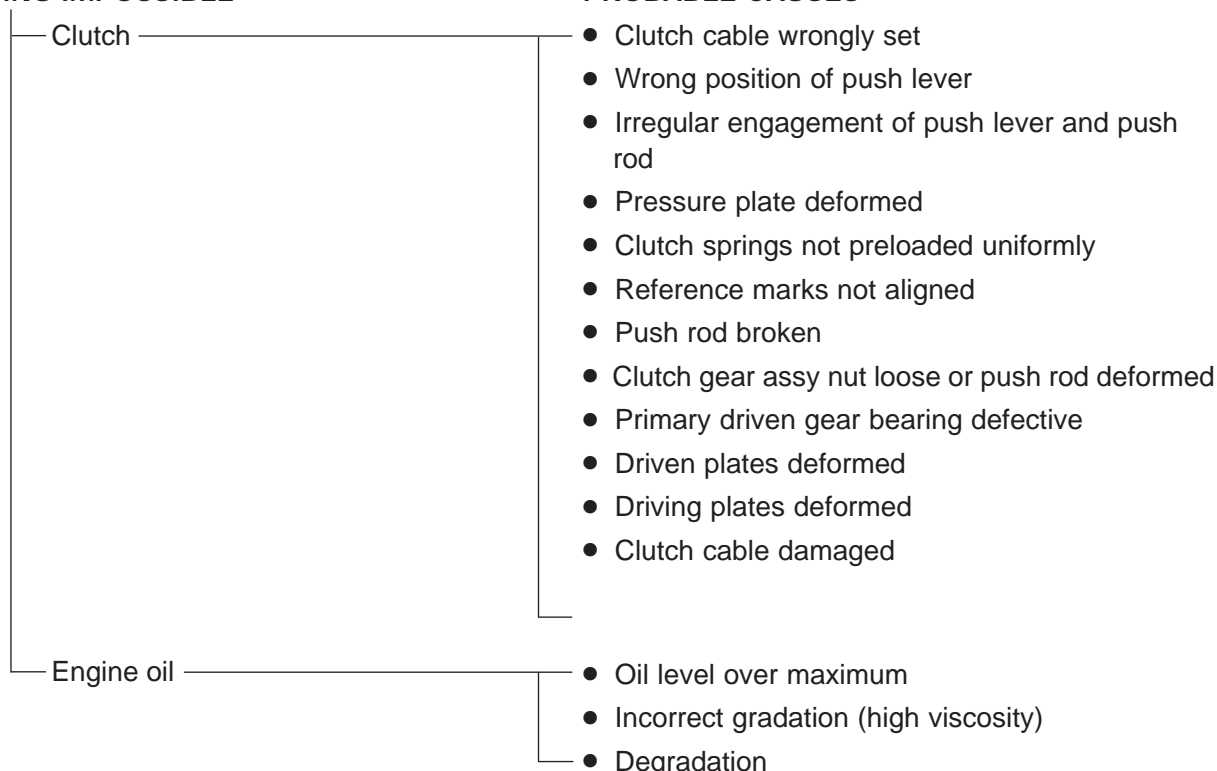 Clutch
● Clutch cable wrongly set
● Wrong position of push lever
● Irregular engagement of push lever and push
rod
● Pressure plate deformed
● Clutch springs not preloaded uniformly
● Reference marks not aligned
● Push rod broken
● Clutch gear assy nut loose or push rod deformed
● Primary driven gear bearing defective
● Driven plates deformed
● Driving plates deformed
● Clutch cable damaged
Engine oil
● Oil level over maximum
● Incorrect gradation (high viscosity)
● Degradation